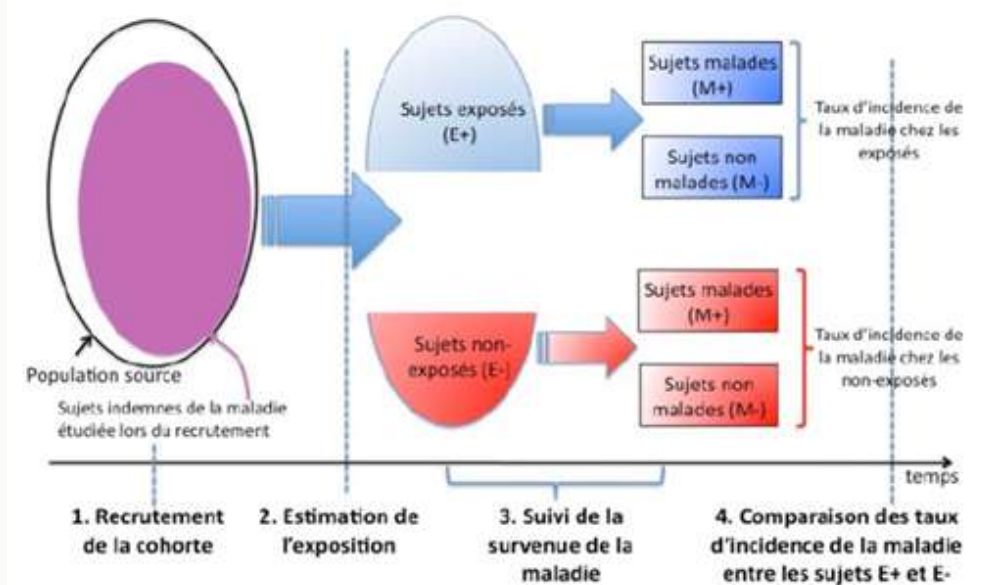 Sujets exposés
(E+)
Sujets malades
(M+)
Sujets non
malades (M-)
Taux d'incidence de
la maladie chez les
exposés
Sujets non-
exposés (E-)
Sujets malades
(M+)
Sujets non
malades (M-)
Taux d'incidence de
la maladie chez les
non-exposés
Population source
Sujets indemnes de la maladie
étudiée lors du recrutement
temps
1. Recrutement
de la cohorte
2. Estimation de
l'exposition
3. Suivi de la
survenue de la
maladie
4. Comparaison des taux
d'incidence de la maladie
entre les sujets E+ et E-